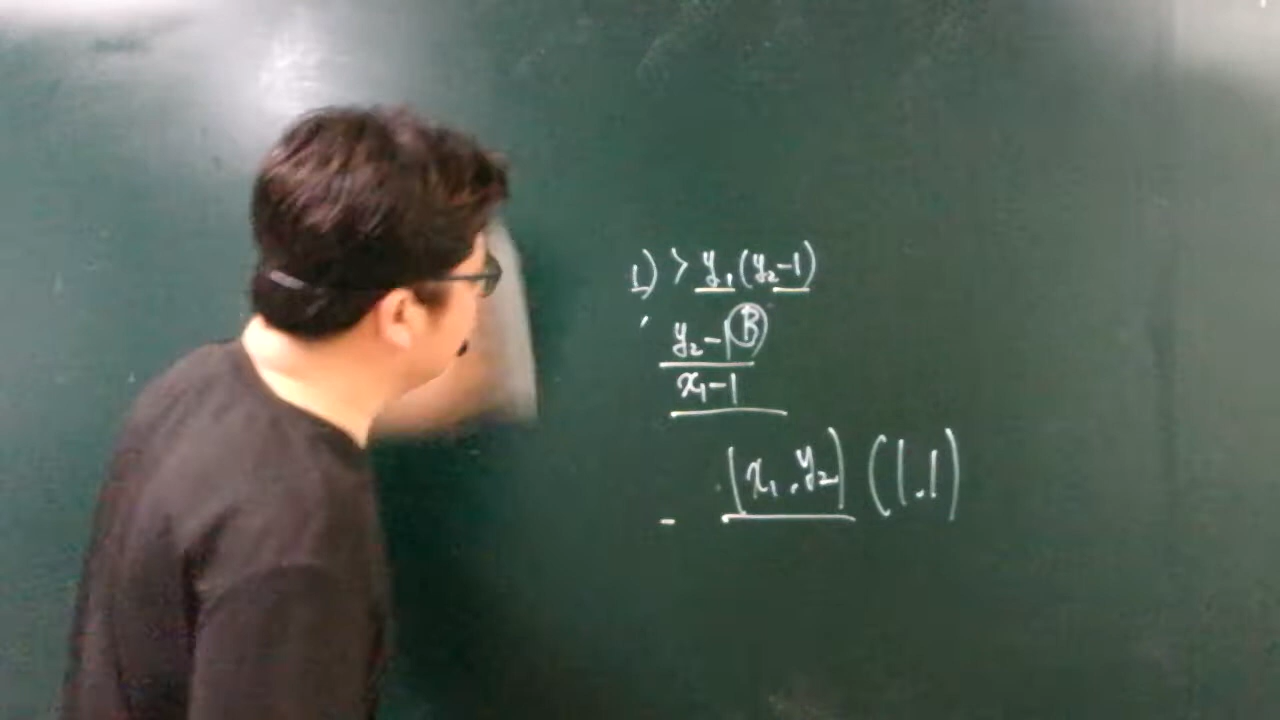 1) > y₁(y₂-1)
y₂-1 Ⓑ
x₁-1
(x₁, y₂) (1,1)